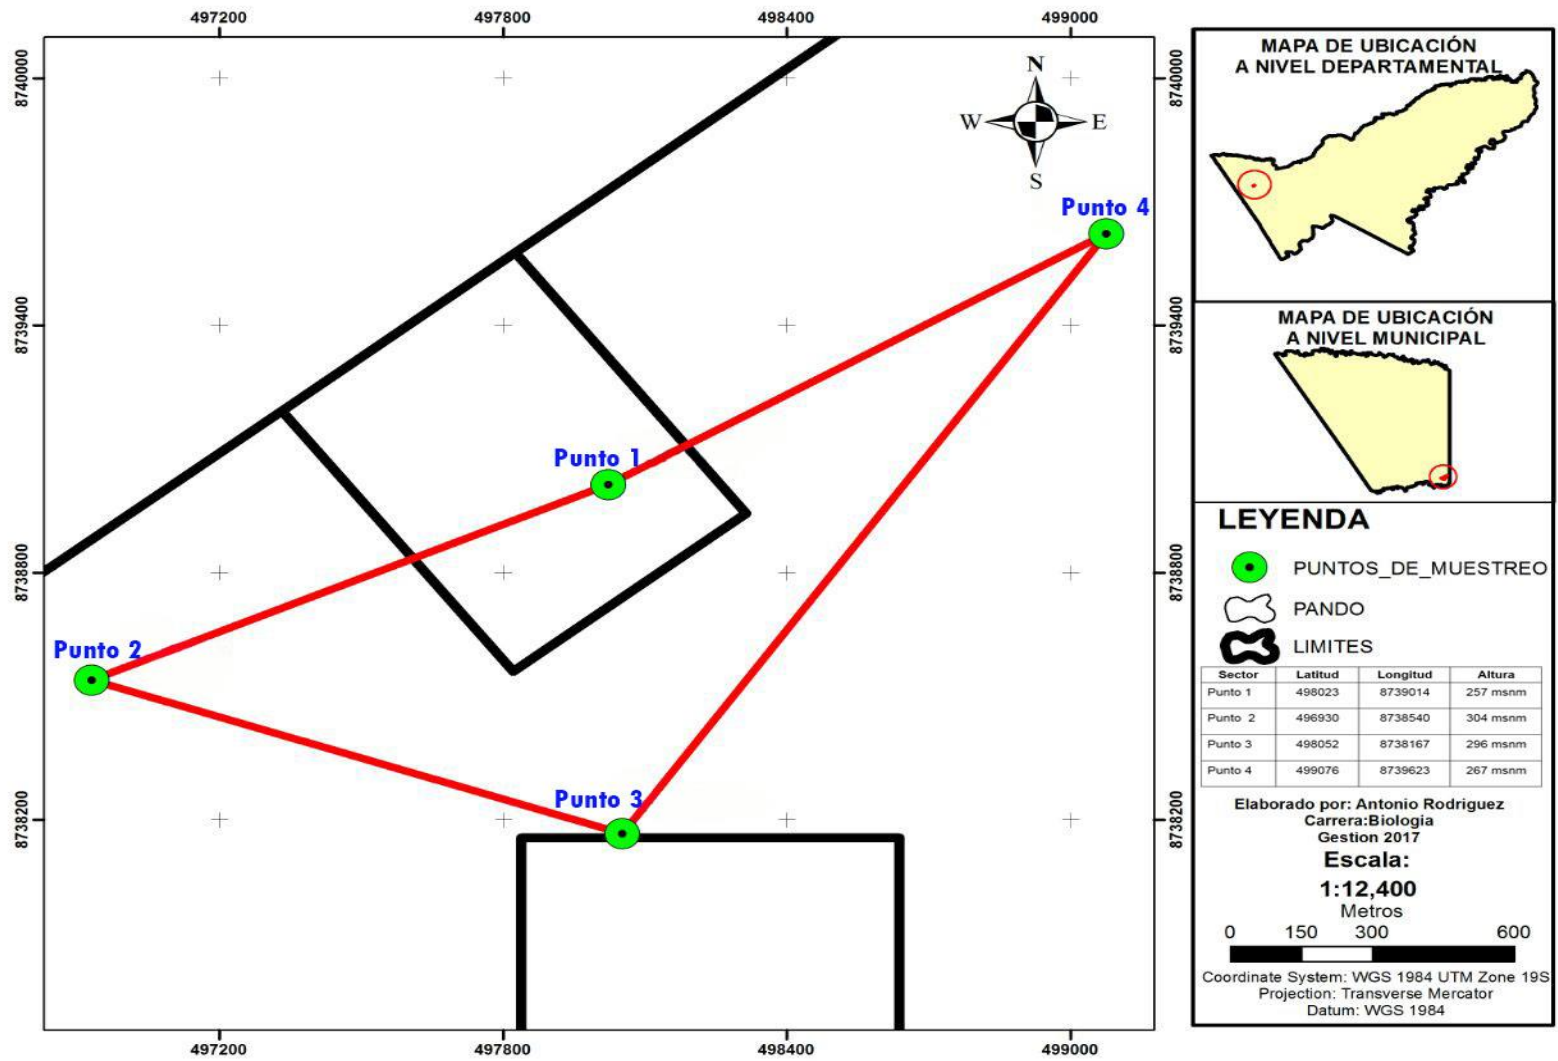 497200 497800 498400 499000
8740000 8740000
N
W E
S
Punto 4
8739400 8739400
Punto 1
8738800 8738800
Punto 2
Punto 3
8738200 8738200
497200 497800 498400 499000
MAPA DE UBICACIÓN
A NIVEL DEPARTAMENTAL
MAPA DE UBICACIÓN
A NIVEL MUNICIPAL
LEYENDA
PUNTOS_DE_MUESTREO
PANDO
LIMITES
Sector Latitud Longitud Altura
Punto 1 498023 8739014 257 msnm
Punto 2 496930 8738540 304 msnm
Punto 3 498052 8738167 296 msnm
Punto 4 499076 8739623 267 msnm
Elaborado por: Antonio Rodriguez
Carrera:Biologia
Gestion 2017
Escala:
1:12,400
Metros
0 150 300 600
Coordinate System: WGS 1984 UTM Zone 19S
Projection: Transverse Mercator
Datum: WGS 1984